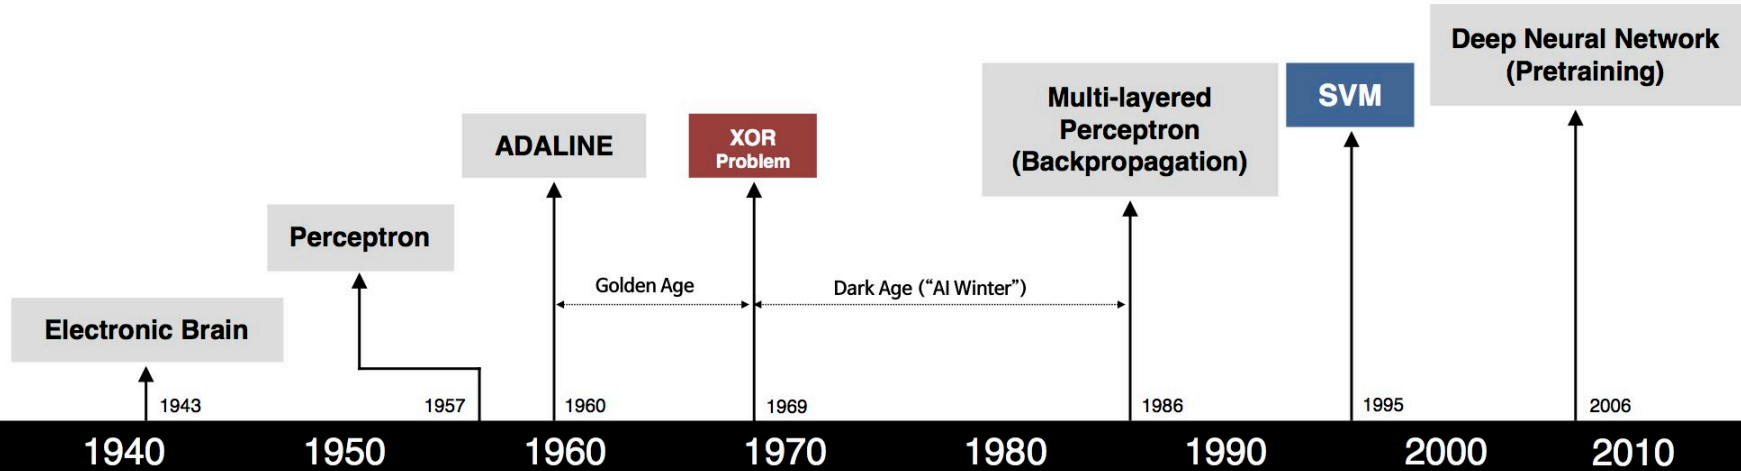 Deep Neural Network
(Pretraining)
Multi-layered
Perceptron
(Backpropagation)
SVM
ADALINE
XOR
Problem
Perceptron
Golden Age
Dark Age (“AI Winter”)
Electronic Brain
1943
1957
1960
1969
1986
1995
2006
1940
1950
1960
1970
1980
1990
2000
2010